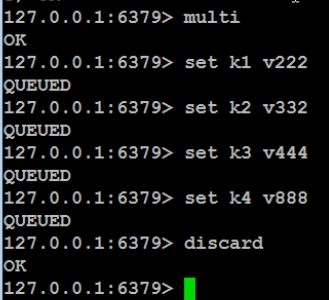 127.0.0.1:6379> multi
OK
127.0.0.1:6379> set k1 v222
QUEUED
127.0.0.1:6379> set k2 v332
QUEUED
127.0.0.1:6379> set k3 v444
QUEUED
127.0.0.1:6379> set k4 v888
QUEUED
127.0.0.1:6379> discard
OK
127.0.0.1:6379>